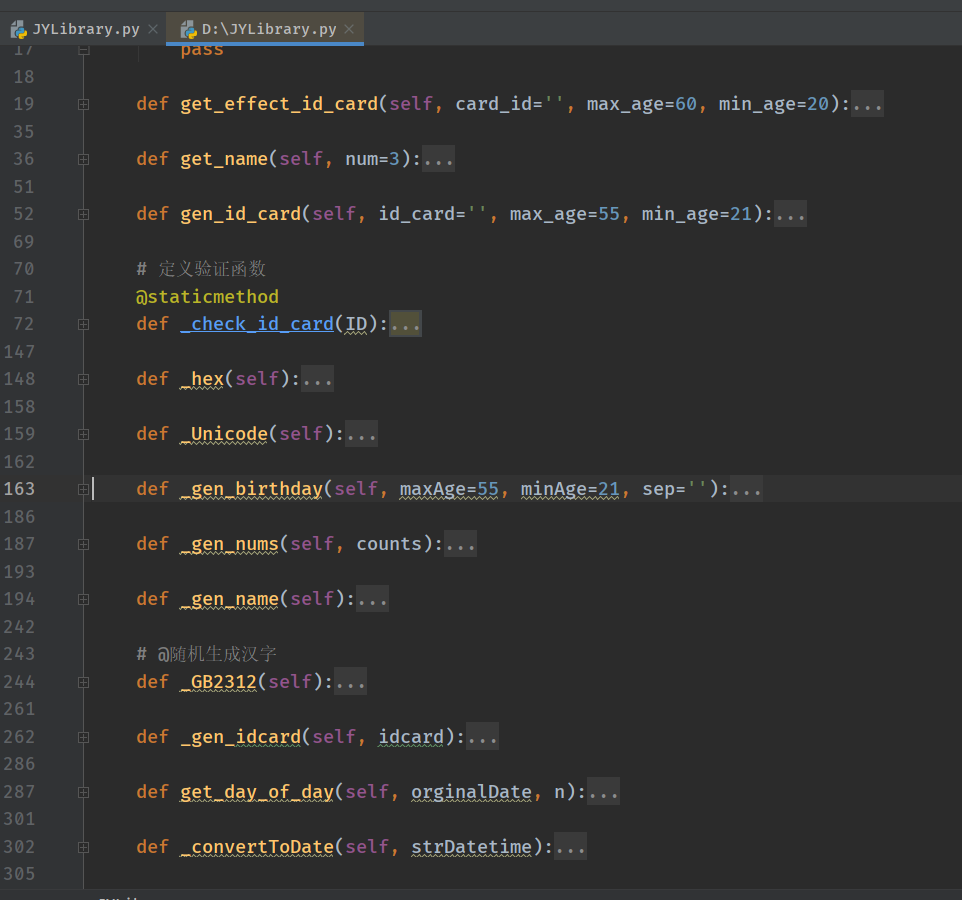 JYLibrary.py D:\JYLibrary.py
17 pass
18
19 def get_effect_id_card(self, card_id='', max_age=60, min_age=20):...
35
36 def get_name(self, num=3):...
51
52 def gen_id_card(self, id_card='', max_age=55, min_age=21):...
69
70 # 定义验证函数
71 @staticmethod
72 def _check_id_card(ID):...
147
148 def _hex(self):...
158
159 def _Unicode(self):...
162
163 def _gen_birthday(self, maxAge=55, minAge=21, sep=''):...
186
187 def _gen_nums(self, counts):...
193
194 def _gen_name(self):...
242
243 # @随机生成汉字
244 def _GB2312(self):...
261
262 def _gen_idcard(self, idcard):...
286
287 def get_day_of_day(self, orginalDate, n):...
301
302 def _convertToDate(self, strDatetime):...
305